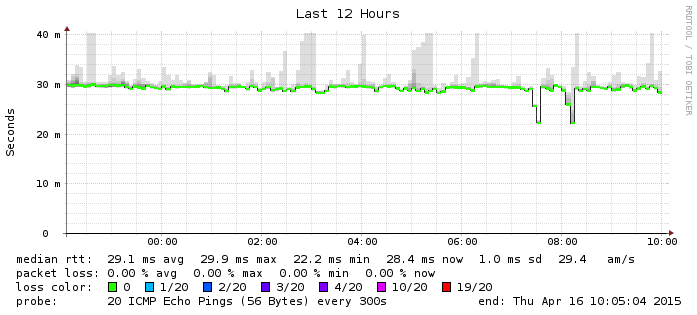 Last 12 Hours
RRDTOOL / TOBI OETIKER
Seconds
40 m
30 m
20 m
10 m
0
00:00 02:00 04:00 06:00 08:00 10:00
median rtt: 29.1 ms avg 29.9 ms max 22.2 ms min 28.4 ms now 1.0 ms sd 29.4 am/s
packet loss: 0.00 % avg 0.00 % max 0.00 % min 0.00 % now
loss color: 0 1/20 2/20 3/20 4/20 10/20 19/20
probe: 20 ICMP Echo Pings (56 Bytes) every 300s end: Thu Apr 16 10:05:04 2015